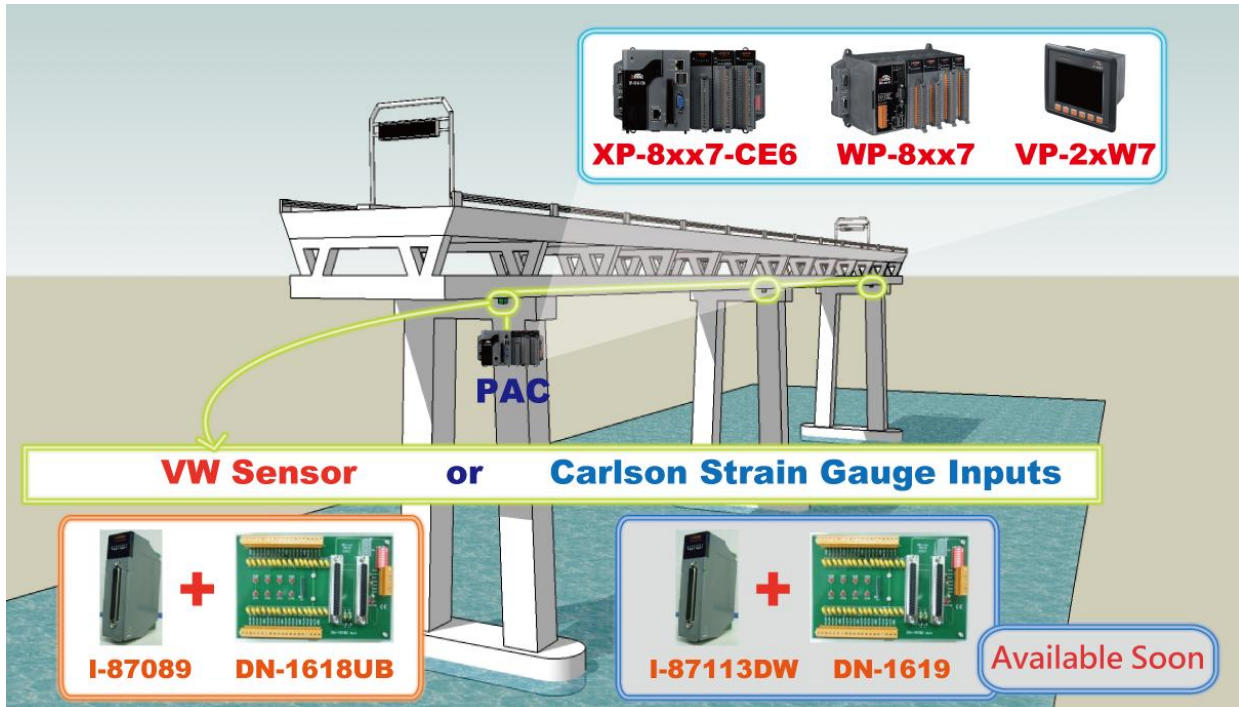 XP-8xx7-CE6 WP-8xx7 VP-2xW7
PAC
VW Sensor or Carlson Strain Gauge Inputs
I-87089 DN-1618UB
I-87113DW DN-1619
Available Soon